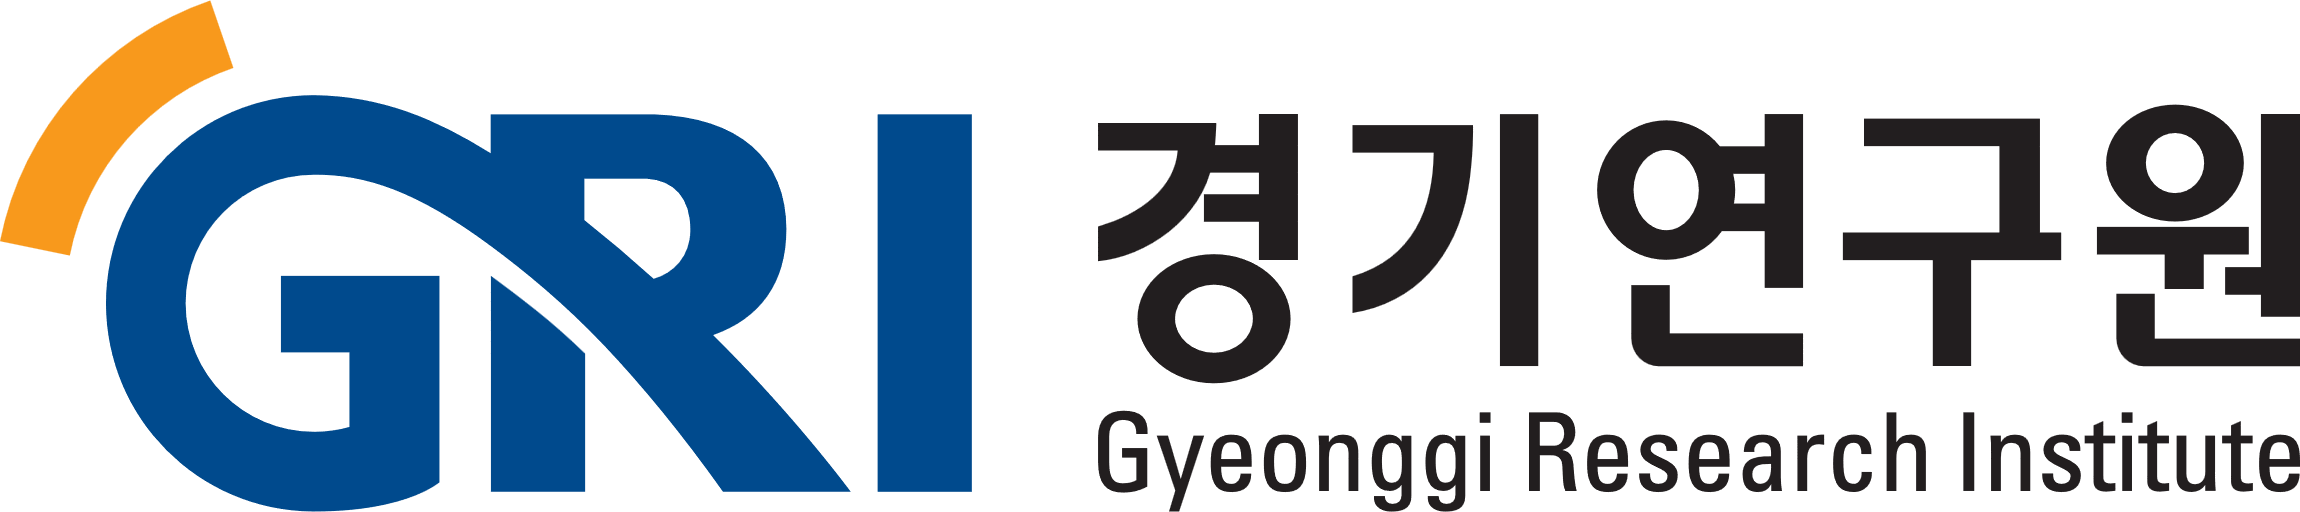 GRI
경기연구원
Gyeonggi Research Institute